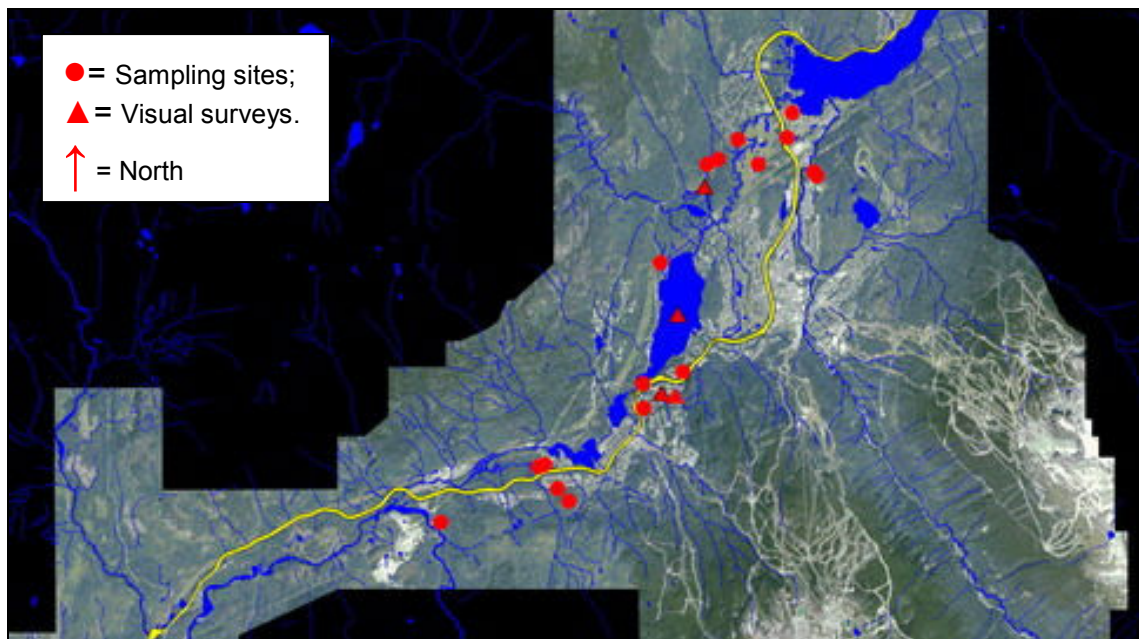 = Sampling sites;
= Visual surveys.
= North